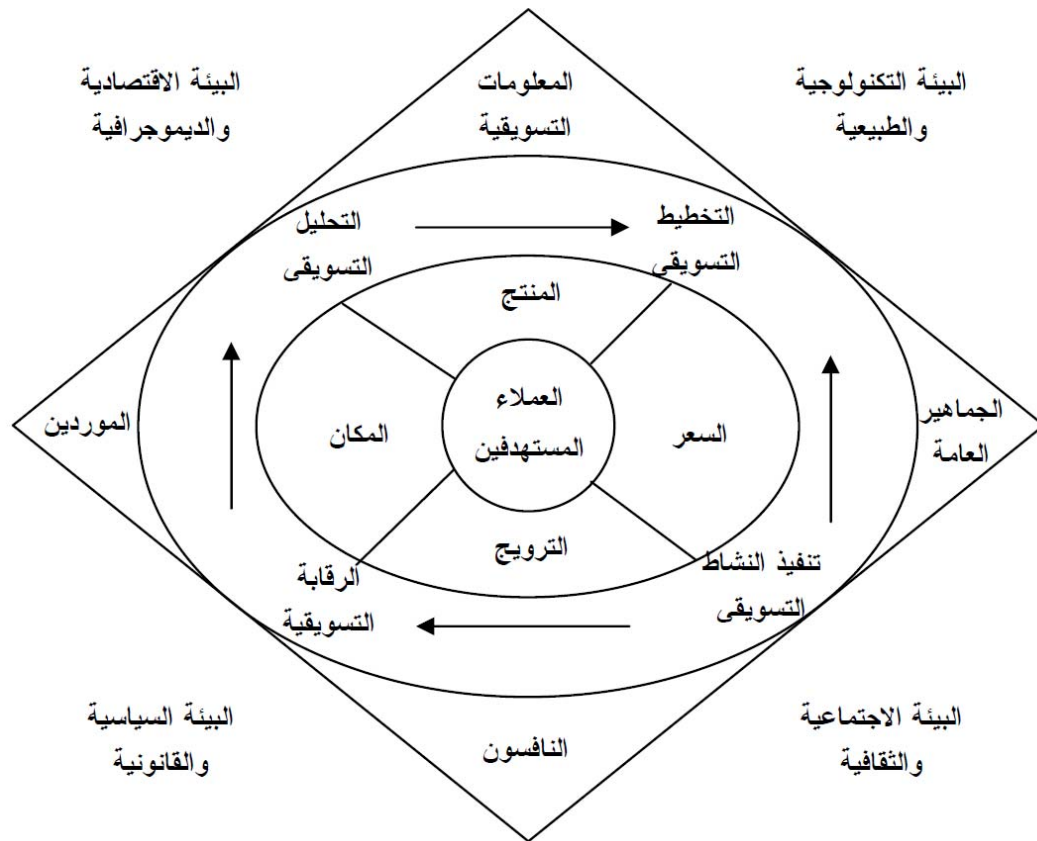 البيئة التكنولوجية
والطبيعية
المعلومات
التسويقية
البيئة الاقتصادية
والديموجرافية
التخطيط
التسويقى
التحليل
التسويقى
المنتج
الجماهير
العامة
السعر
العملاء
المستهدفين
المكان
الموردين
الترويج
تنفيذ النشاط
التسويقى
الرقابة
التسويقية
البيئة الاجتماعية
والثقافية
النافسون
البيئة السياسية
والقانونية